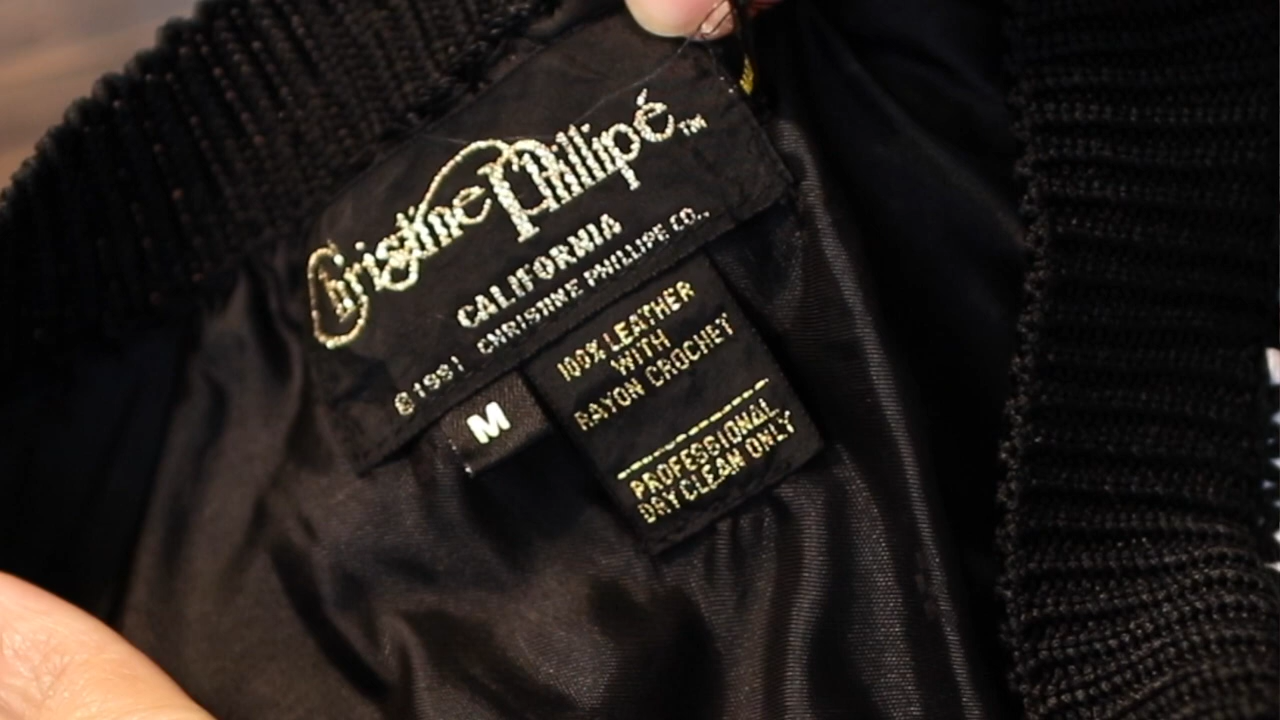 Christine Phillipé™
CALIFORNIA
©1991 CHRISTINE PHILLIPE CO.,
M
100% LEATHER
WITH
RAYON CROCHET
PROFESSIONAL
DRY CLEAN ONLY